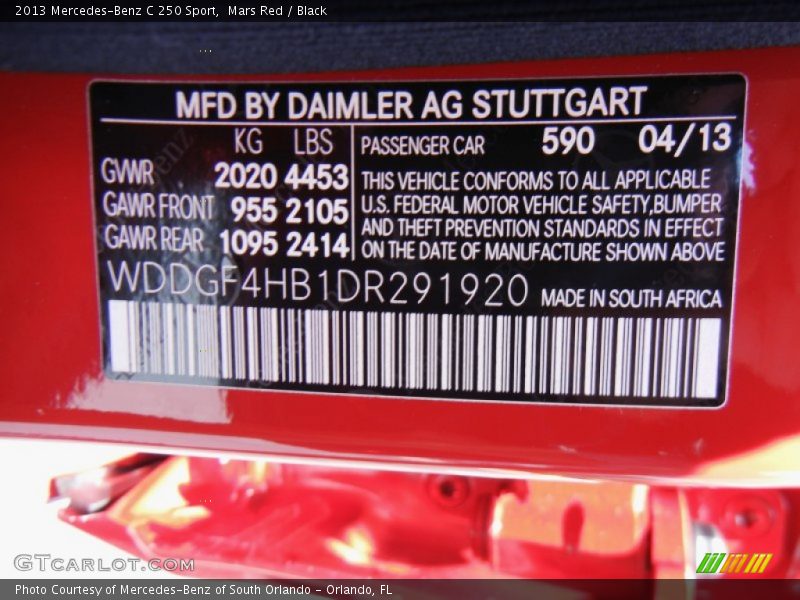 2013 Mercedes-Benz C 250 Sport,  Mars Red / Black
MFD BY DAIMLER AG STUTTGART
KG LBS
GVWR 2020 4453
GAWR FRONT 955 2105
GAWR REAR 1095 2414
PASSENGER CAR 590 04/13
THIS VEHICLE CONFORMS TO ALL APPLICABLE
U.S. FEDERAL MOTOR VEHICLE SAFETY,BUMPER
AND THEFT PREVENTION STANDARDS IN EFFECT
ON THE DATE OF MANUFACTURE SHOWN ABOVE
WDDGF4HB1DR291920 MADE IN SOUTH AFRICA
GTCARLOT.COM
Photo Courtesy of Mercedes-Benz of South Orlando - Orlando, FL